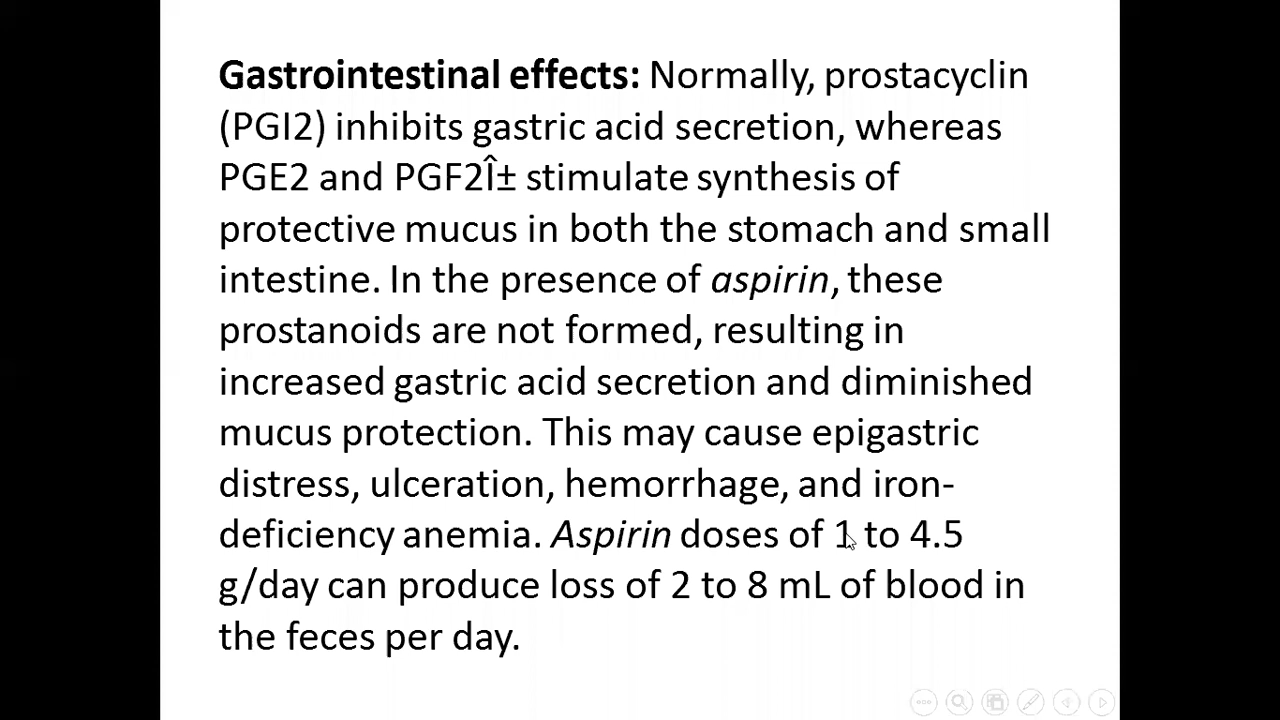 Gastrointestinal effects: Normally, prostacyclin
(PGI2) inhibits gastric acid secretion, whereas
PGE2 and PGF2Î± stimulate synthesis of
protective mucus in both the stomach and small
intestine. In the presence of aspirin, these
prostanoids are not formed, resulting in
increased gastric acid secretion and diminished
mucus protection. This may cause epigastric
distress, ulceration, hemorrhage, and iron-
deficiency anemia. Aspirin doses of 1 to 4.5
g/day can produce loss of 2 to 8 mL of blood in
the feces per day.